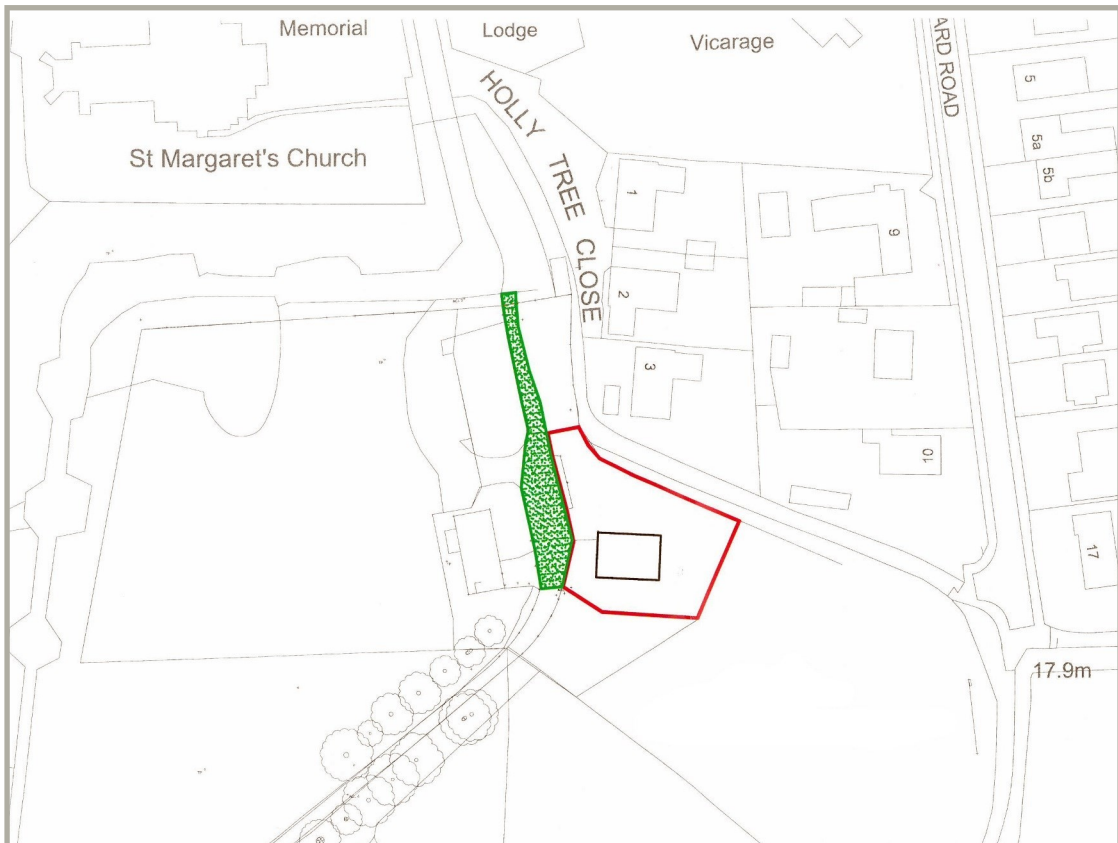 Memorial
Lodge
Vicarage
ARD ROAD
HOLLY TREE CLOSE
St Margaret's Church
5
5a
5b
1
9
2
3
10
17
17.9m